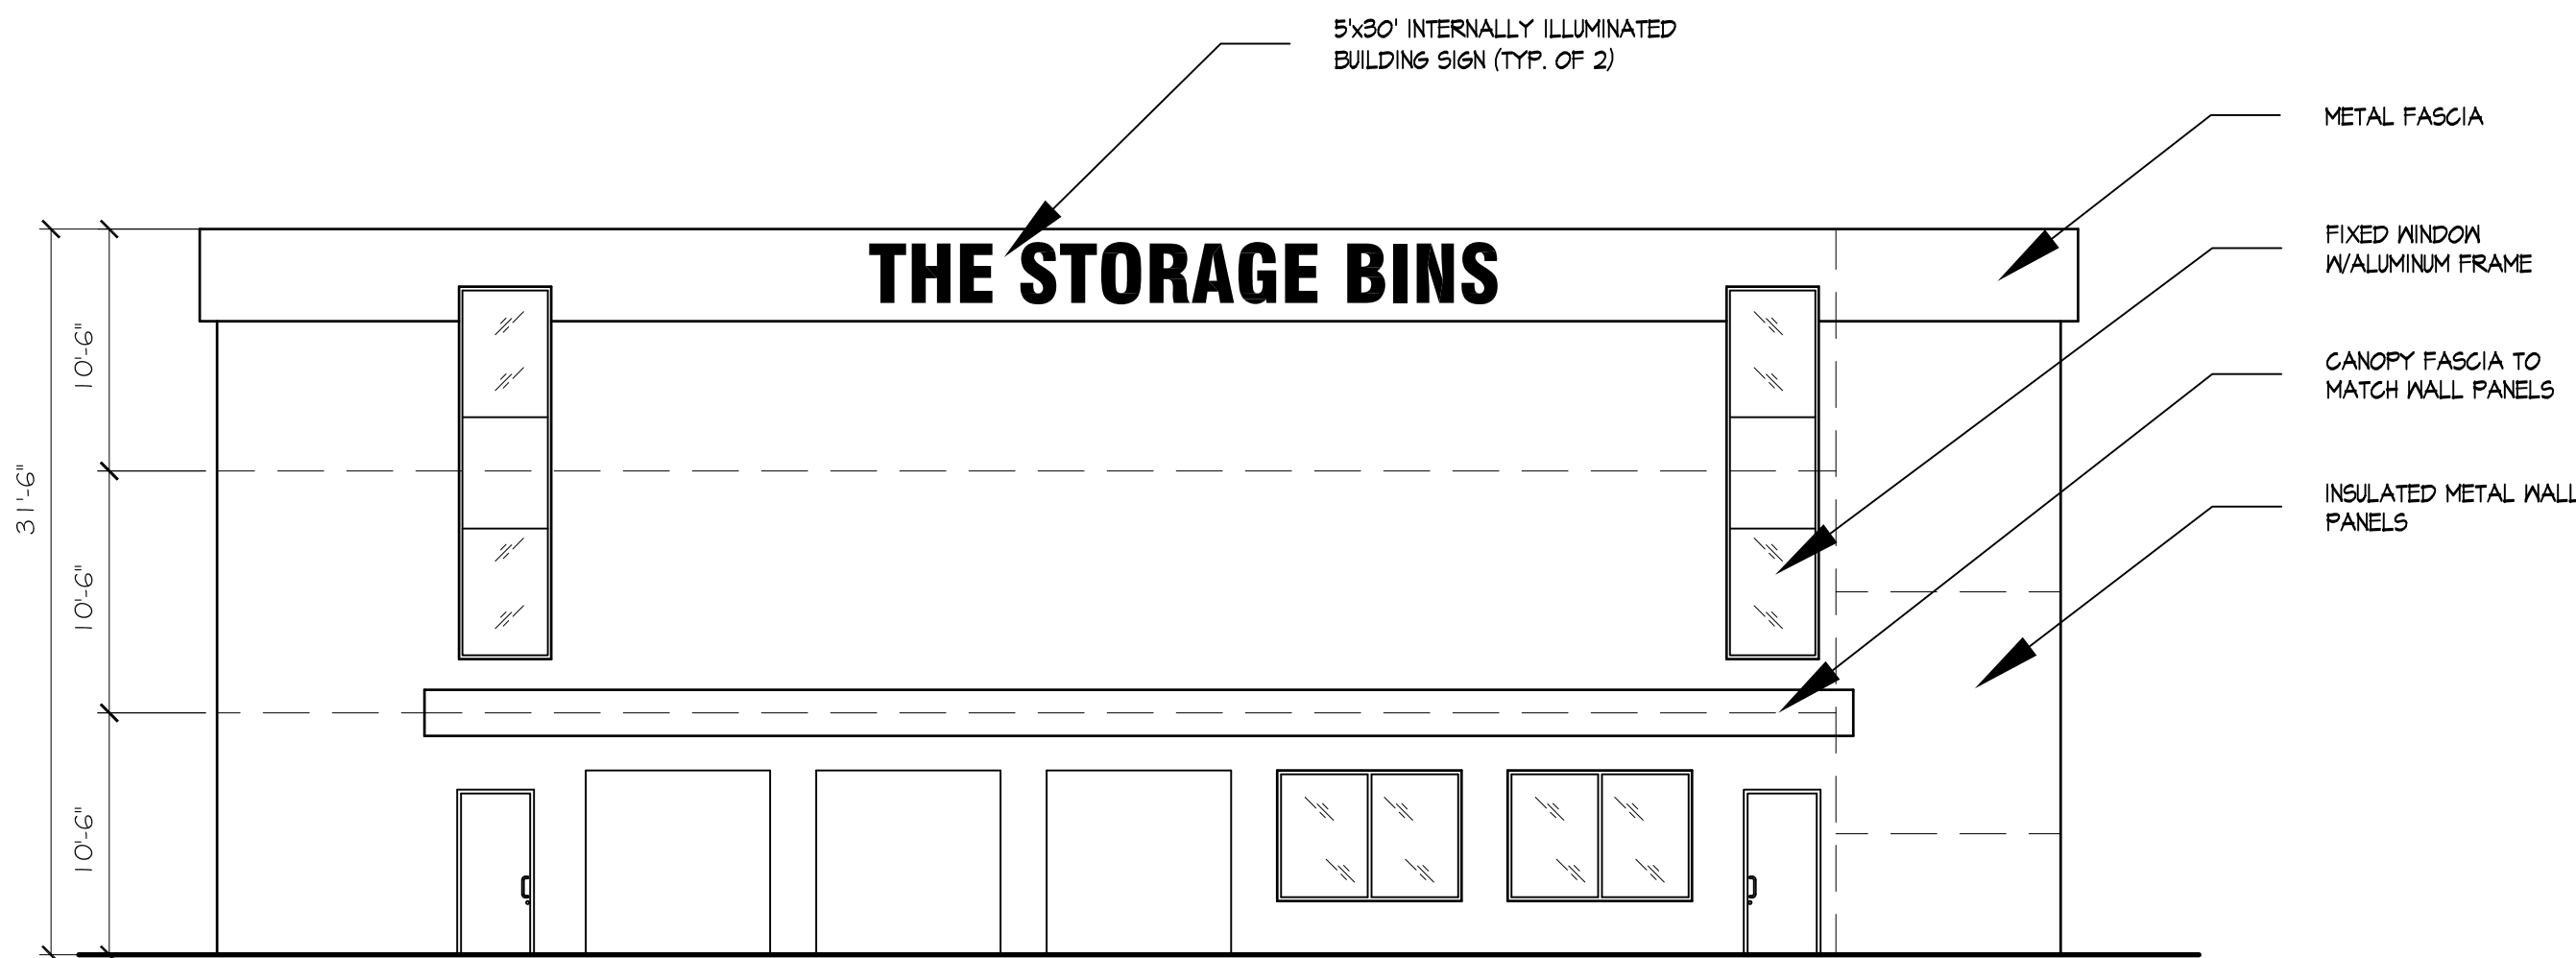 5'x30' INTERNALLY ILLUMINATED
BUILDING SIGN (TYP. OF 2)
METAL FASCIA
THE STORAGE BINS
FIXED WINDOW
W/ALUMINUM FRAME
CANOPY FASCIA TO
MATCH WALL PANELS
INSULATED METAL WALL
PANELS
31'-6"
10'-6"
10'-6"
10'-6"